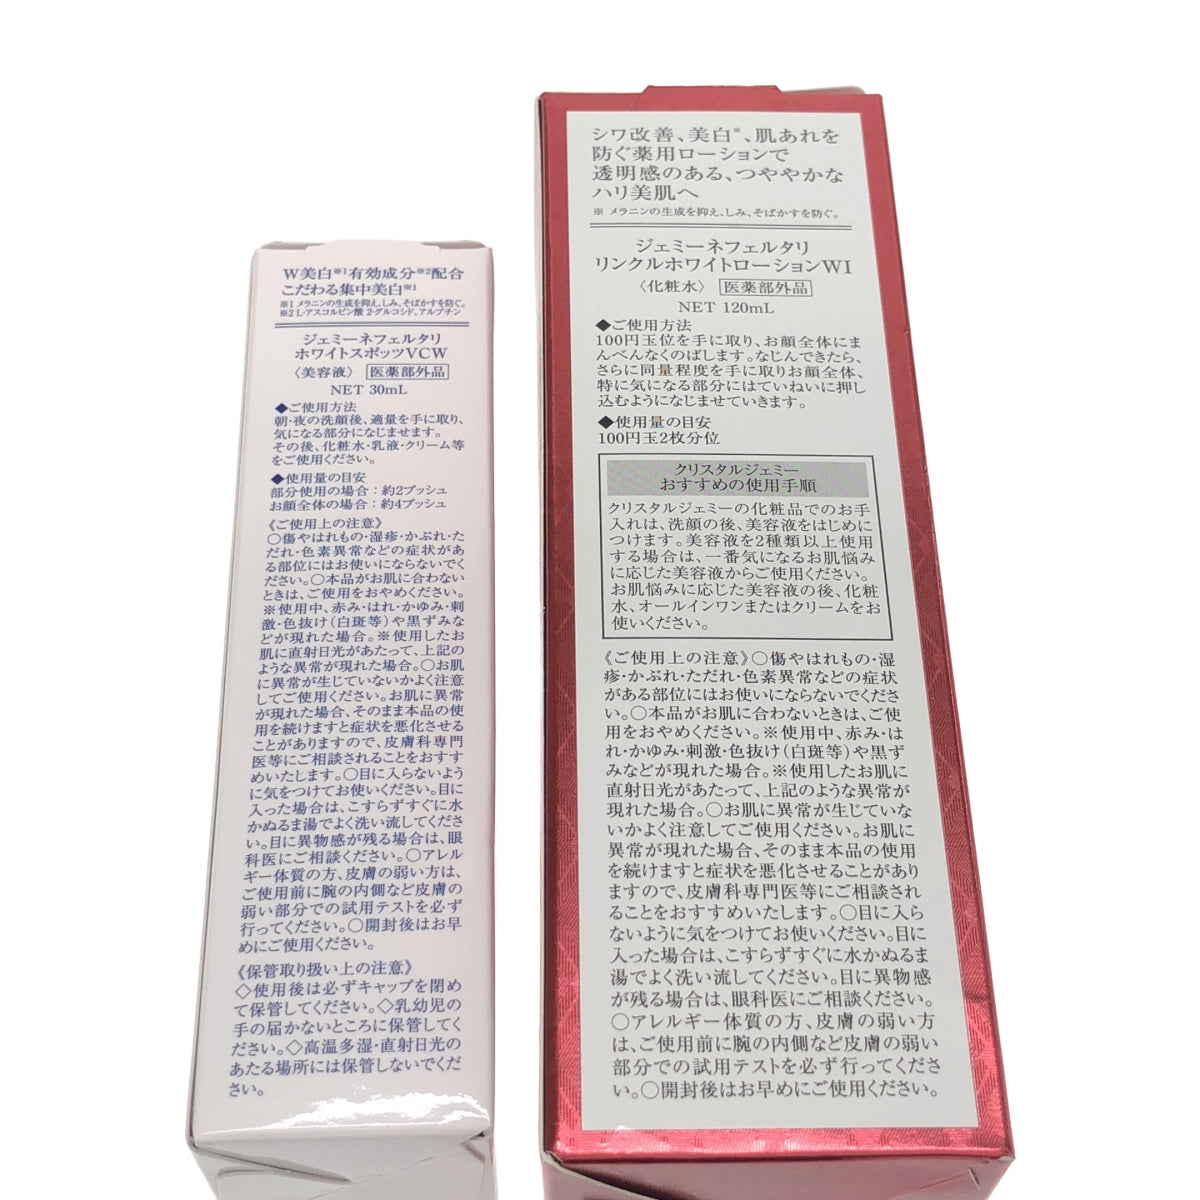 W美白※1有効成分※2配合
こだわる集中美白※1
※1 メラニンの生成を抑え、しみ、そばかすを防ぐ。
※2 L-アスコルビン酸 2-グルコシド、アルブチン
ジェミーネフェルタリ
ホワイトスポッツVCW
〈美容液〉 医薬部外品
NET 30mL
◆ご使用方法
朝・夜の洗顔後、適量を手に取り、
気になる部分になじませます。
その後、化粧水・乳液・クリーム等
をご使用ください。
◆使用量の目安
部分使用の場合：約2プッシュ
お顔全体の場合：約4プッシュ
《ご使用上の注意》
○傷やはれもの・湿疹・かぶれ・た
だれ・色素異常などの症状があ
る部位にはお使いにならないでく
ださい。○本品がお肌に合わない
ときは、ご使用をおやめください。
※使用中、赤み・はれ・かゆみ・刺
激・色抜け(白斑等)や黒ずみな
どが現れた場合。※使用したお
肌に直射日光があたって、上記の
ような異常が現れた場合。○お肌
に異常が生じていないかよく注意
してご使用ください。お肌に異常
が現れた場合、そのまま本品の使
用を続けますと症状を悪化させる
ことがありますので、皮膚科専門
医等にご相談されることをおすす
めいたします。○目に入らないよう
に気をつけてお使いください。目に
入った場合は、こすらずすぐに水
かぬるま湯でよく洗い流してくださ
い。目に異物感が残る場合は、眼
科医にご相談ください。○アレル
ギー体質の方、皮膚の弱い方は、
ご使用前に腕の内側など皮膚の
弱い部分での試用テストを必ず
行ってください。○開封後はお早
めにご使用ください。
《保管取り扱い上の注意》
◇使用後は必ずキャップを閉め
て保管してください。◇乳幼児の
手の届かないところに保管してく
ださい。◇高温多湿・直射日光の
あたる場所には保管しないでくだ
さい。
シワ改善、美白※、肌あれを
防ぐ薬用ローションで
透明感のある、つややかな
ハリ美肌へ
※ メラニンの生成を抑え、しみ、そばかすを防ぐ。
ジェミーネフェルタリ
リンクルホワイトローションWI
〈化粧水〉 医薬部外品
NET 120mL
◆ご使用方法
100円玉位を手に取り、お顔全体にま
んべんなくのばします。なじんできたら、
さらに同量程度を手に取りお顔全体、
特に気になる部分にはていねいに押し
込むようになじませていきます。
◆使用量の目安
100円玉2枚分位
クリスタルジェミー
おすすめの使用手順
クリスタルジェミーの化粧品でのお手
入れは、洗顔の後、美容液をはじめに
つけます。美容液を2種類以上使用
する場合は、一番気になるお肌悩み
に応じた美容液からご使用ください。
お肌悩みに応じた美容液の後、化粧
水、オールインワンまたはクリームをお
使いください。
《ご使用上の注意》○傷やはれもの・湿
疹・かぶれ・ただれ・色素異常などの症状
がある部位にはお使いにならないでくださ
い。○本品がお肌に合わないときは、ご使
用をおやめください。※使用中、赤み・は
れ・かゆみ・刺激・色抜け(白斑等)や黒ず
みなどが現れた場合。※使用したお肌に
直射日光があたって、上記のような異常が
現れた場合。○お肌に異常が生じていな
いかよく注意してご使用ください。お肌に
異常が現れた場合、そのまま本品の使用
を続けますと症状を悪化させることがあり
ますので、皮膚科専門医等にご相談され
ることをおすすめいたします。○目に入ら
ないように気をつけてお使いください。目に
入った場合は、こすらずすぐに水かぬるま
湯でよく洗い流してください。目に異物感
が残る場合は、眼科医にご相談ください。
○アレルギー体質の方、皮膚の弱い方
は、ご使用前に腕の内側など皮膚の弱い
部分での試用テストを必ず行ってくださ
い。○開封後はお早めにご使用ください。